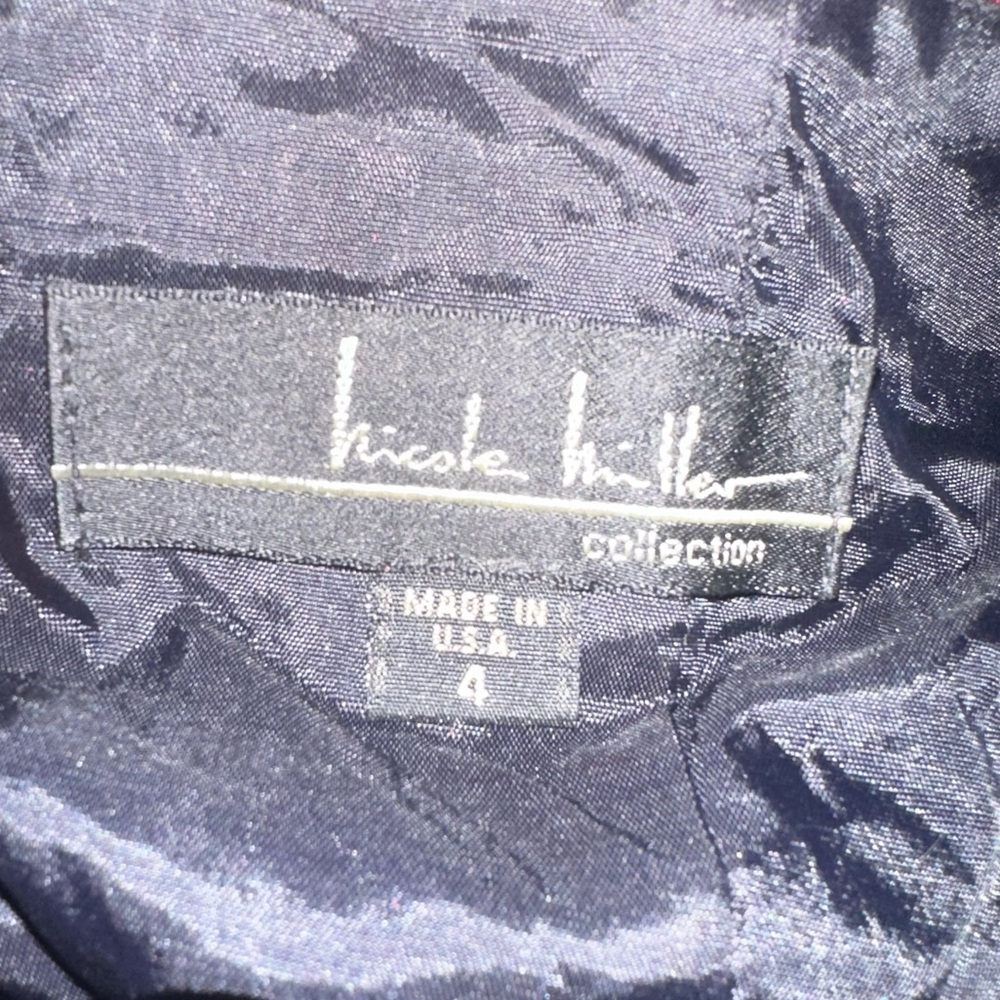 nicole miller
collection
MADE IN
U.S.A.
4